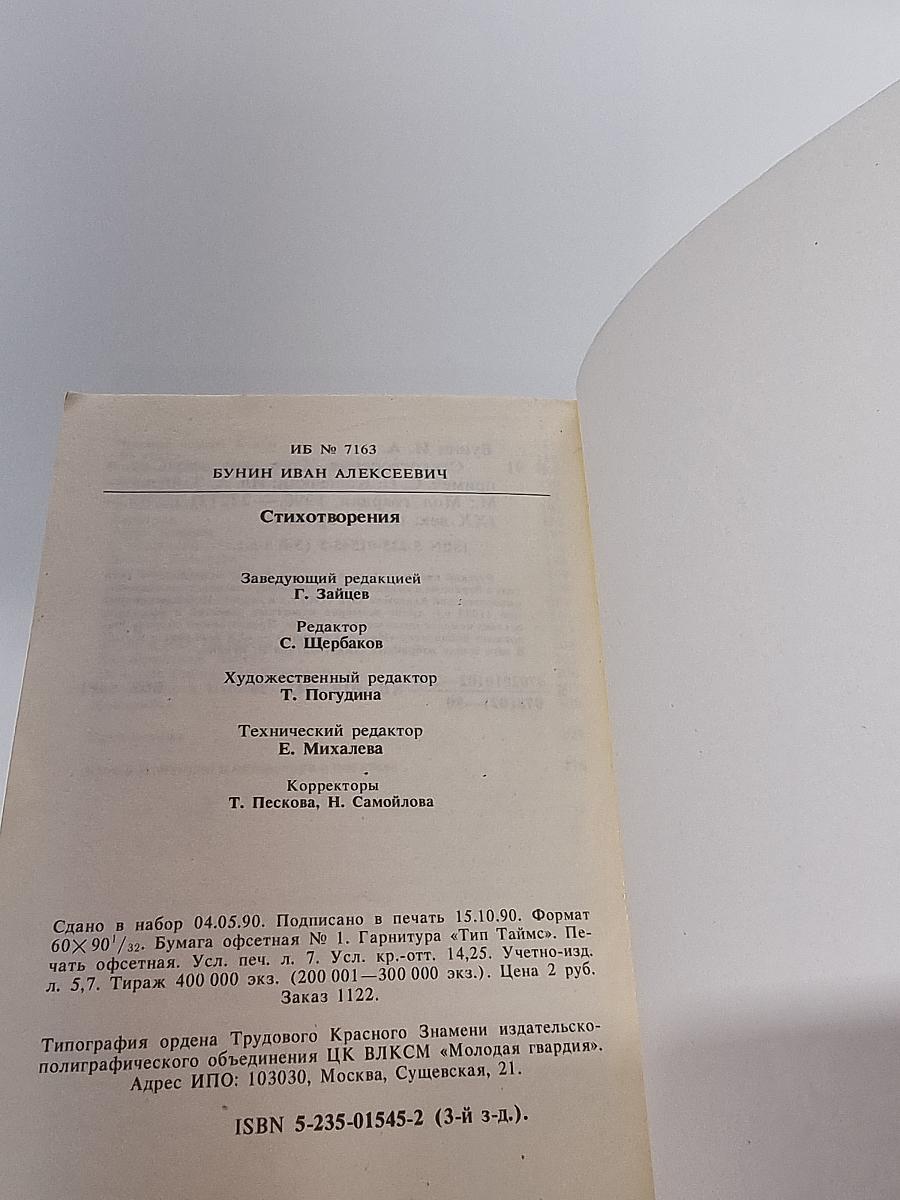 ИБ № 7163
БУНИН ИВАН АЛЕКСЕЕВИЧ
Стихотворения
Заведующий редакцией
Г. Зайцев
Редактор
С. Щербаков
Художественный редактор
Т. Погудина
Технический редактор
Е. Михалева
Корректоры
Т. Пескова, Н. Самойлова
Сдано в набор 04.05.90. Подписано в печать 15.10.90. Формат
60×90¹/₃₂. Бумага офсетная № 1. Гарнитура «Тип Таймс». Пе-
чать офсетная. Усл. печ. л. 7. Усл. кр.-отт. 14,25. Учетно-изд.
л. 5,7. Тираж 400 000 экз. (200 001—300 000 экз.). Цена 2 руб.
Заказ 1122.
Типография ордена Трудового Красного Знамени издательско-
полиграфического объединения ЦК ВЛКСМ «Молодая гвардия».
Адрес ИПО: 103030, Москва, Сущевская, 21.
ISBN 5-235-01545-2 (3-й з-д.).